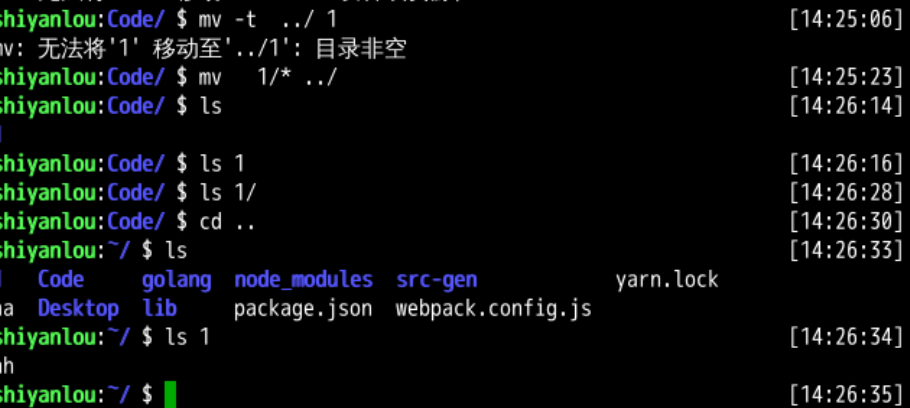 shiyanlou:Code/ $ mv -t ../ 1 [14:25:06]
mv: 无法将'1' 移动至'../1': 目录非空
shiyanlou:Code/ $ mv 1/* ../ [14:25:23]
shiyanlou:Code/ $ ls [14:26:14]
shiyanlou:Code/ $ ls 1 [14:26:16]
shiyanlou:Code/ $ ls 1/ [14:26:28]
shiyanlou:Code/ $ cd .. [14:26:30]
shiyanlou:~/ $ ls [14:26:33]
Code golang node_modules src-gen yarn.lock
Desktop lib package.json webpack.config.js
shiyanlou:~/ $ ls 1 [14:26:34]
shiyanlou:~/ $ [14:26:35]